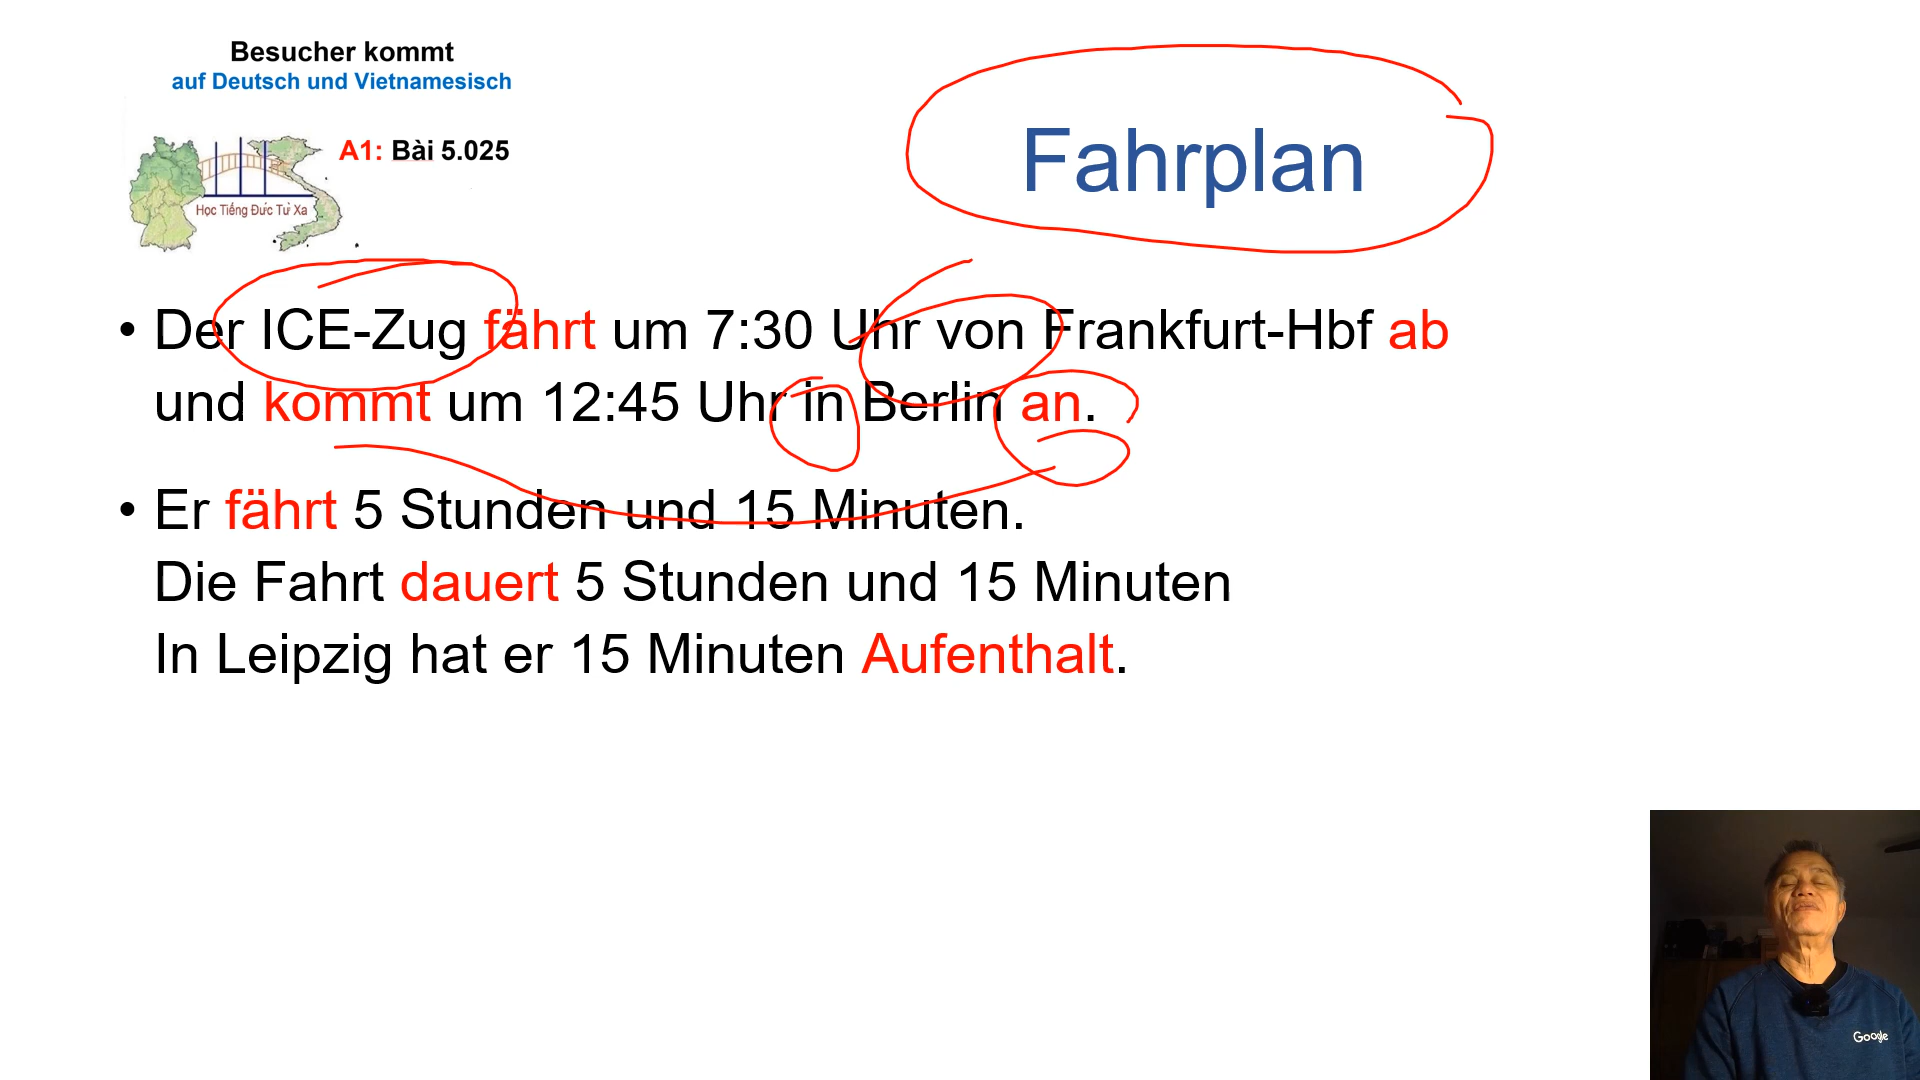 Besucher kommt
auf Deutsch und Vietnamesisch
A1: Bài 5.025
Học Tiếng Đức Từ Xa
Fahrplan
• Der ICE-Zug fährt um 7:30 Uhr von Frankfurt-Hbf ab
und kommt um 12:45 Uhr in Berlin an.
• Er fährt 5 Stunden und 15 Minuten.
Die Fahrt dauert 5 Stunden und 15 Minuten
In Leipzig hat er 15 Minuten Aufenthalt.
Google